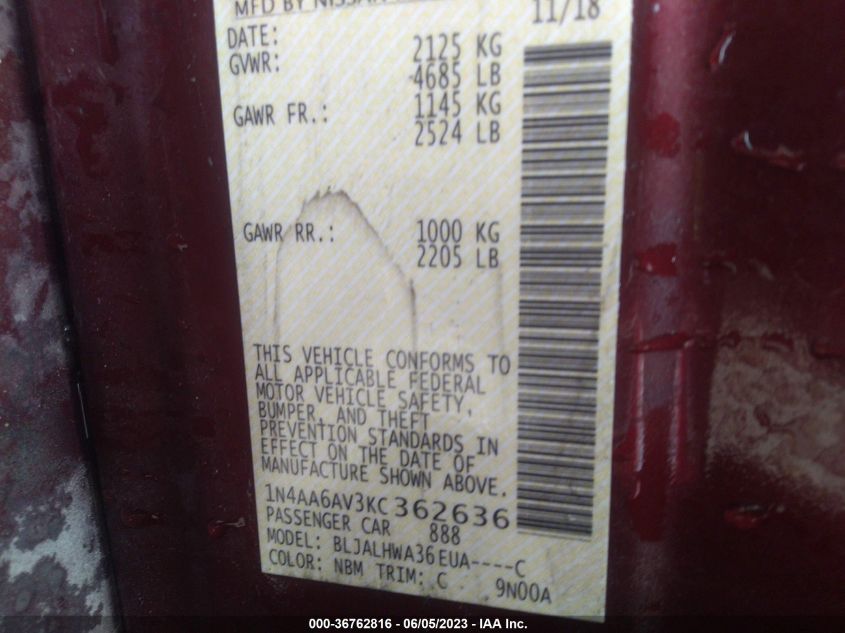 MFD BY NISSAN
11/18
DATE:
GVWR: 2125 KG
4685 LB
GAWR FR.: 1145 KG
2524 LB
GAWR RR.: 1000 KG
2205 LB
THIS VEHICLE CONFORMS TO
ALL APPLICABLE FEDERAL
MOTOR VEHICLE SAFETY,
BUMPER, AND THEFT
PREVENTION STANDARDS IN
EFFECT ON THE DATE OF
MANUFACTURE SHOWN ABOVE.
1N4AA6AV3KC362636
PASSENGER CAR 888
MODEL: BLJALHWA36EUA----C
COLOR: NBM TRIM: C 9N00A
000-36762816 - 06/05/2023 - IAA Inc.